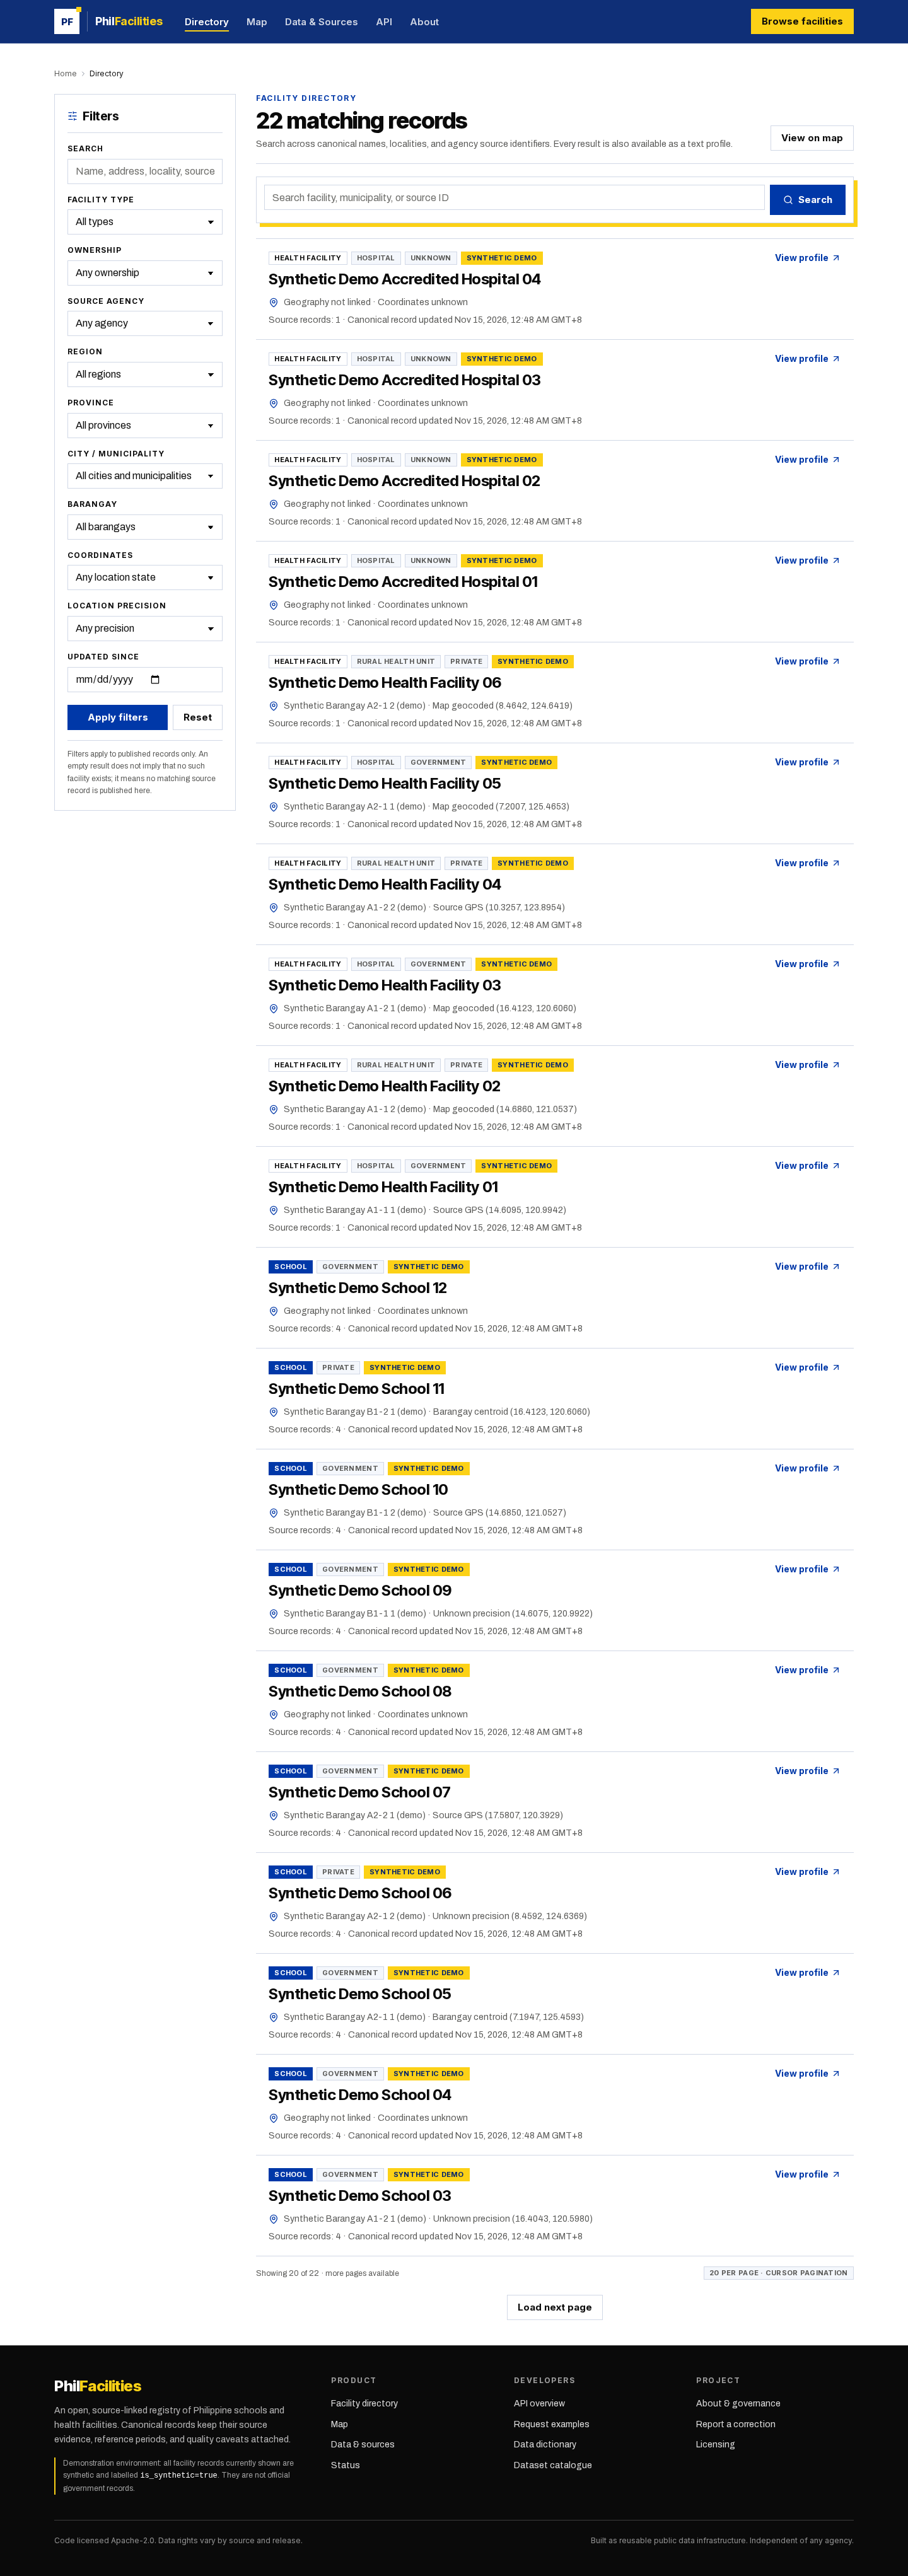 PF PhilFacilities Directory Map Data & Sources API About Browse facilities
Home › Directory
Filters
SEARCH
Name, address, locality, source
FACILITY TYPE
All types
OWNERSHIP
Any ownership
SOURCE AGENCY
Any agency
REGION
All regions
PROVINCE
All provinces
CITY / MUNICIPALITY
All cities and municipalities
BARANGAY
All barangays
COORDINATES
Any location state
LOCATION PRECISION
Any precision
UPDATED SINCE
mm/dd/yyyy
Apply filters Reset
Filters apply to published records only. An
empty result does not imply that no such
facility exists; it means no matching source
record is published here.
FACILITY DIRECTORY
22 matching records
Search across canonical names, localities, and agency source identifiers. Every result is also available as a text profile.
View on map
Search facility, municipality, or source ID Search
HEALTH FACILITY HOSPITAL UNKNOWN SYNTHETIC DEMO View profile
Synthetic Demo Accredited Hospital 04
Geography not linked · Coordinates unknown
Source records: 1 · Canonical record updated Nov 15, 2026, 12:48 AM GMT+8
HEALTH FACILITY HOSPITAL UNKNOWN SYNTHETIC DEMO View profile
Synthetic Demo Accredited Hospital 03
Geography not linked · Coordinates unknown
Source records: 1 · Canonical record updated Nov 15, 2026, 12:48 AM GMT+8
HEALTH FACILITY HOSPITAL UNKNOWN SYNTHETIC DEMO View profile
Synthetic Demo Accredited Hospital 02
Geography not linked · Coordinates unknown
Source records: 1 · Canonical record updated Nov 15, 2026, 12:48 AM GMT+8
HEALTH FACILITY HOSPITAL UNKNOWN SYNTHETIC DEMO View profile
Synthetic Demo Accredited Hospital 01
Geography not linked · Coordinates unknown
Source records: 1 · Canonical record updated Nov 15, 2026, 12:48 AM GMT+8
HEALTH FACILITY RURAL HEALTH UNIT PRIVATE SYNTHETIC DEMO View profile
Synthetic Demo Health Facility 06
Synthetic Barangay A2-1 2 (demo) · Map geocoded (8.4642, 124.6419)
Source records: 1 · Canonical record updated Nov 15, 2026, 12:48 AM GMT+8
HEALTH FACILITY HOSPITAL GOVERNMENT SYNTHETIC DEMO View profile
Synthetic Demo Health Facility 05
Synthetic Barangay A2-1 1 (demo) · Map geocoded (7.2007, 125.4653)
Source records: 1 · Canonical record updated Nov 15, 2026, 12:48 AM GMT+8
HEALTH FACILITY RURAL HEALTH UNIT PRIVATE SYNTHETIC DEMO View profile
Synthetic Demo Health Facility 04
Synthetic Barangay A1-2 2 (demo) · Source GPS (10.3257, 123.8954)
Source records: 1 · Canonical record updated Nov 15, 2026, 12:48 AM GMT+8
HEALTH FACILITY HOSPITAL GOVERNMENT SYNTHETIC DEMO View profile
Synthetic Demo Health Facility 03
Synthetic Barangay A1-2 1 (demo) · Map geocoded (16.4123, 120.6060)
Source records: 1 · Canonical record updated Nov 15, 2026, 12:48 AM GMT+8
HEALTH FACILITY RURAL HEALTH UNIT PRIVATE SYNTHETIC DEMO View profile
Synthetic Demo Health Facility 02
Synthetic Barangay A1-1 2 (demo) · Map geocoded (14.6860, 121.0537)
Source records: 1 · Canonical record updated Nov 15, 2026, 12:48 AM GMT+8
HEALTH FACILITY HOSPITAL GOVERNMENT SYNTHETIC DEMO View profile
Synthetic Demo Health Facility 01
Synthetic Barangay A1-1 1 (demo) · Source GPS (14.6095, 120.9942)
Source records: 1 · Canonical record updated Nov 15, 2026, 12:48 AM GMT+8
SCHOOL GOVERNMENT SYNTHETIC DEMO View profile
Synthetic Demo School 12
Geography not linked · Coordinates unknown
Source records: 4 · Canonical record updated Nov 15, 2026, 12:48 AM GMT+8
SCHOOL PRIVATE SYNTHETIC DEMO View profile
Synthetic Demo School 11
Synthetic Barangay B1-2 1 (demo) · Barangay centroid (16.4123, 120.6060)
Source records: 4 · Canonical record updated Nov 15, 2026, 12:48 AM GMT+8
SCHOOL GOVERNMENT SYNTHETIC DEMO View profile
Synthetic Demo School 10
Synthetic Barangay B1-1 2 (demo) · Source GPS (14.6850, 121.0527)
Source records: 4 · Canonical record updated Nov 15, 2026, 12:48 AM GMT+8
SCHOOL GOVERNMENT SYNTHETIC DEMO View profile
Synthetic Demo School 09
Synthetic Barangay B1-1 1 (demo) · Unknown precision (14.6075, 120.9922)
Source records: 4 · Canonical record updated Nov 15, 2026, 12:48 AM GMT+8
SCHOOL GOVERNMENT SYNTHETIC DEMO View profile
Synthetic Demo School 08
Geography not linked · Coordinates unknown
Source records: 4 · Canonical record updated Nov 15, 2026, 12:48 AM GMT+8
SCHOOL GOVERNMENT SYNTHETIC DEMO View profile
Synthetic Demo School 07
Synthetic Barangay A2-2 1 (demo) · Source GPS (17.5807, 120.3929)
Source records: 4 · Canonical record updated Nov 15, 2026, 12:48 AM GMT+8
SCHOOL PRIVATE SYNTHETIC DEMO View profile
Synthetic Demo School 06
Synthetic Barangay A2-1 2 (demo) · Unknown precision (8.4592, 124.6369)
Source records: 4 · Canonical record updated Nov 15, 2026, 12:48 AM GMT+8
SCHOOL GOVERNMENT SYNTHETIC DEMO View profile
Synthetic Demo School 05
Synthetic Barangay A2-1 1 (demo) · Barangay centroid (7.1947, 125.4593)
Source records: 4 · Canonical record updated Nov 15, 2026, 12:48 AM GMT+8
SCHOOL GOVERNMENT SYNTHETIC DEMO View profile
Synthetic Demo School 04
Geography not linked · Coordinates unknown
Source records: 4 · Canonical record updated Nov 15, 2026, 12:48 AM GMT+8
SCHOOL GOVERNMENT SYNTHETIC DEMO View profile
Synthetic Demo School 03
Synthetic Barangay A1-2 1 (demo) · Unknown precision (16.4043, 120.5980)
Source records: 4 · Canonical record updated Nov 15, 2026, 12:48 AM GMT+8
Showing 20 of 22 · more pages available 20 PER PAGE · CURSOR PAGINATION
Load next page
PhilFacilities
An open, source-linked registry of Philippine schools and
health facilities. Canonical records keep their source
evidence, reference periods, and quality caveats attached.
Demonstration environment: all facility records currently shown are
synthetic and labelled is_synthetic=true. They are not official
government records.
PRODUCT
Facility directory
Map
Data & sources
Status
DEVELOPERS
API overview
Request examples
Data dictionary
Dataset catalogue
PROJECT
About & governance
Report a correction
Licensing
Code licensed Apache-2.0. Data rights vary by source and release. Built as reusable public data infrastructure. Independent of any agency.